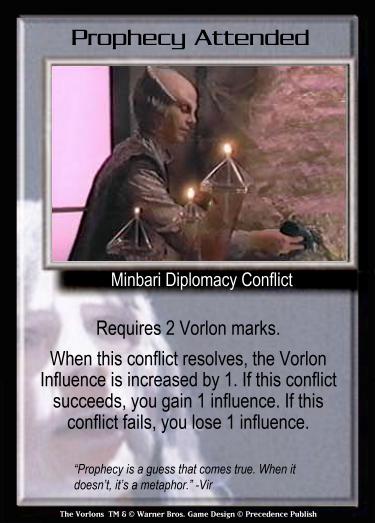 Prophecy Attended
Minbari Diplomacy Conflict
Requires 2 Vorlon marks.
When this conflict resolves, the Vorlon
Influence is increased by 1. If this conflict
succeeds, you gain 1 influence. If this
conflict fails, you lose 1 influence.
"Prophecy is a guess that comes true. When it
doesn't, it's a metaphor." -Vir
The Vorlons TM & © Warner Bros. Game Design © Precedence Publish